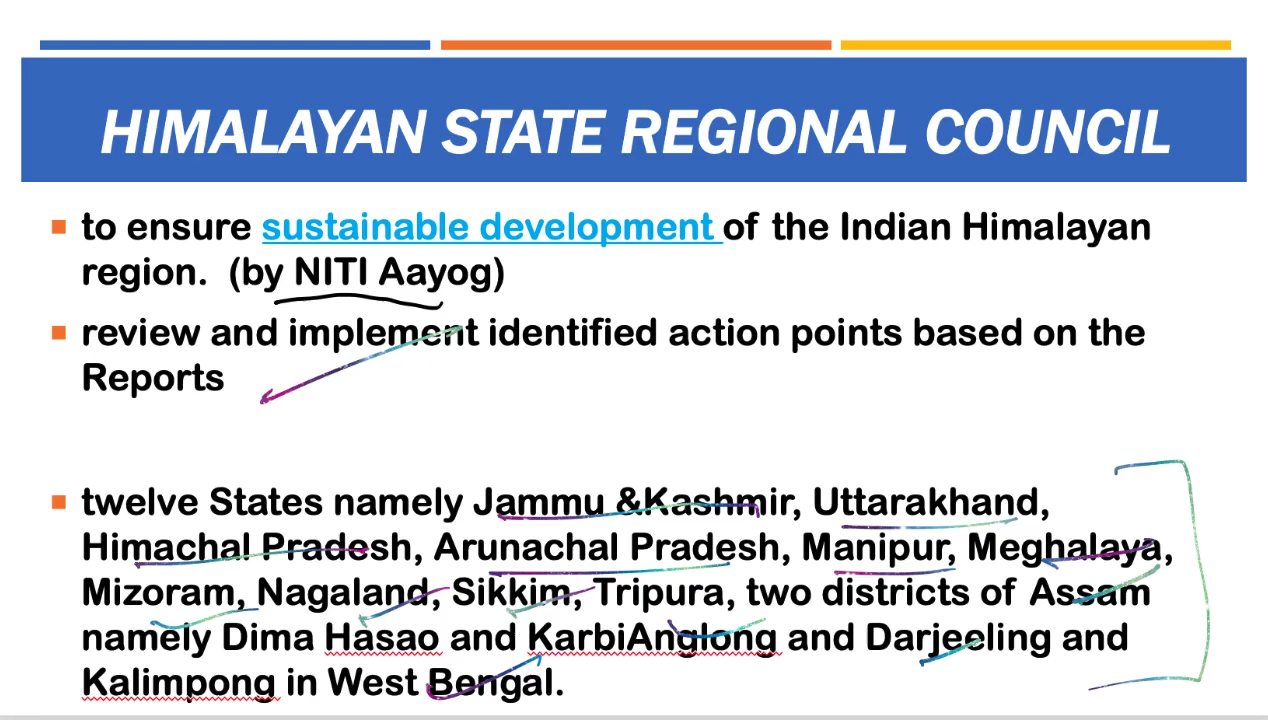 HIMALAYAN STATE REGIONAL COUNCIL
to ensure sustainable development of the Indian Himalayan
region. (by NITI Aayog)
review and implement identified action points based on the
Reports
twelve States namely Jammu &Kashmir, Uttarakhand,
Himachal Pradesh, Arunachal Pradesh, Manipur, Meghalaya,
Mizoram, Nagaland, Sikkim, Tripura, two districts of Assam
namely Dima Hasao and KarbiAnglong and Darjeeling and
Kalimpong in West Bengal.